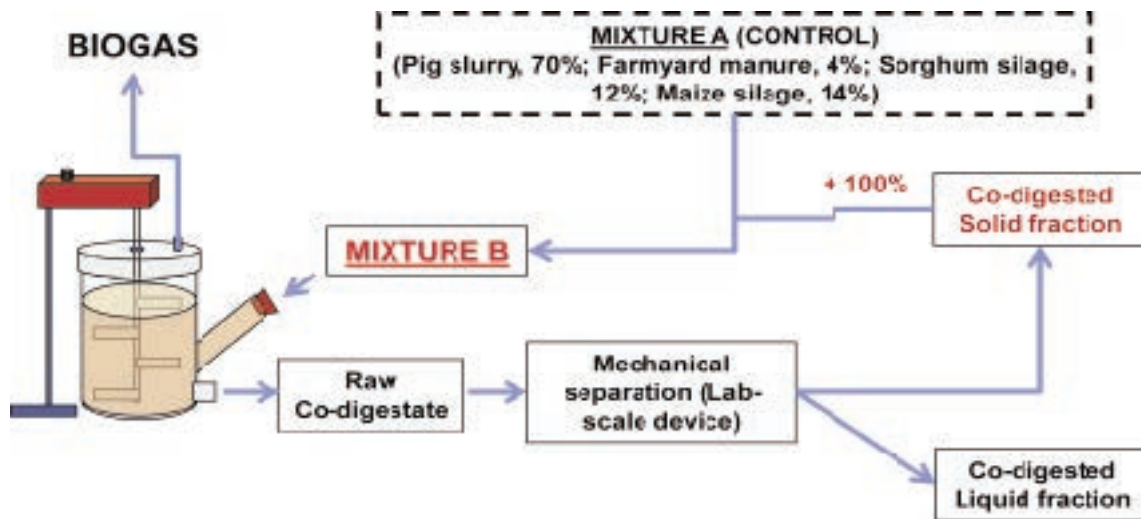 BIOGAS
MIXTURE A (CONTROL)
(Pig slurry, 70%; Farmyard manure, 4%; Sorghum silage,
12%; Maize silage, 14%)
+ 100%
Co-digested
Solid fraction
MIXTURE B
Raw
Co-digestate
Mechanical
separation (Lab-
scale device)
Co-digested
Liquid fraction